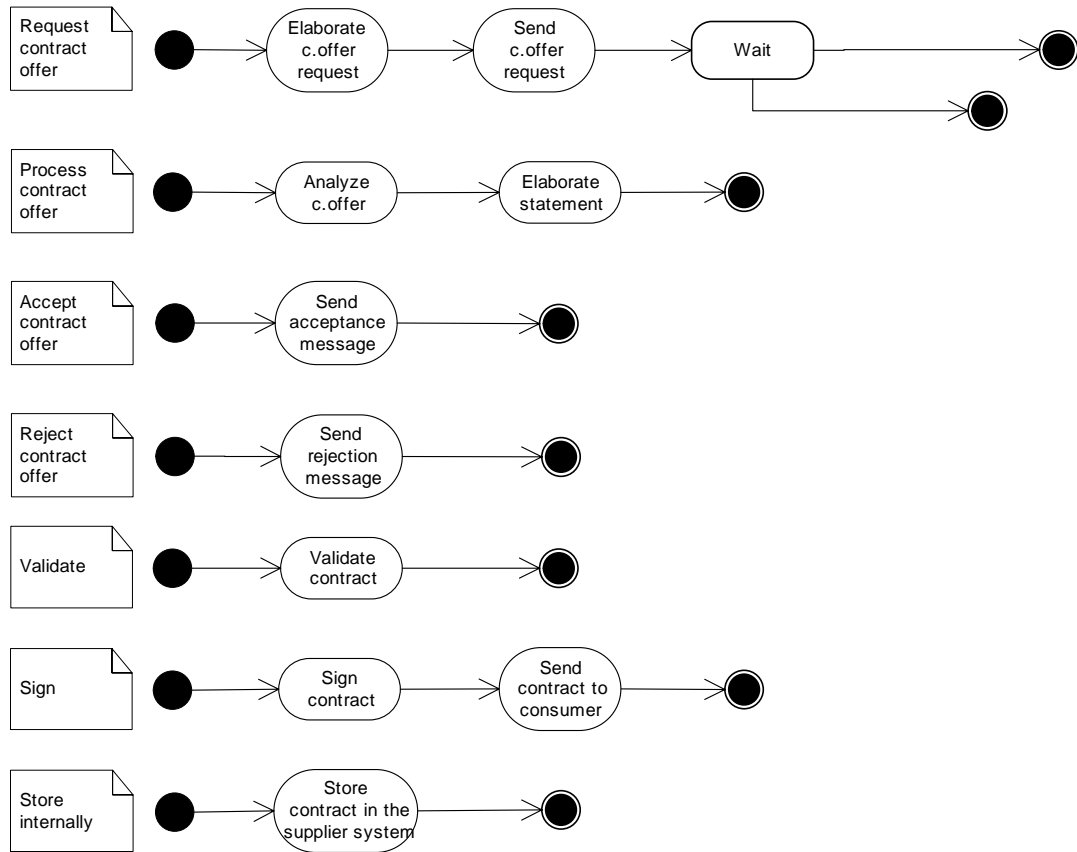 Request
contract
offer
Elaborate
c.offer
request
Send
c.offer
request
Wait
Process
contract
offer
Analyze
c.offer
Elaborate
statement
Accept
contract
offer
Send
acceptance
message
Reject
contract
offer
Send
rejection
message
Validate
Validate
contract
Sign
Sign
contract
Send
contract to
consumer
Store
internally
Store
contract in the
supplier system